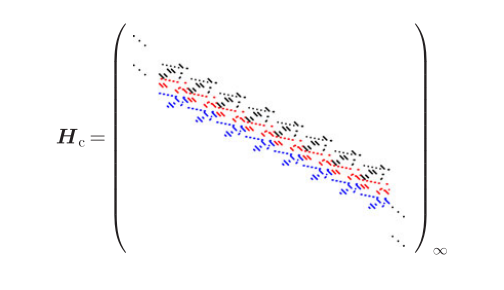 H_c = ( ⋱ ⋱ ⋱ ⋱ )_∞